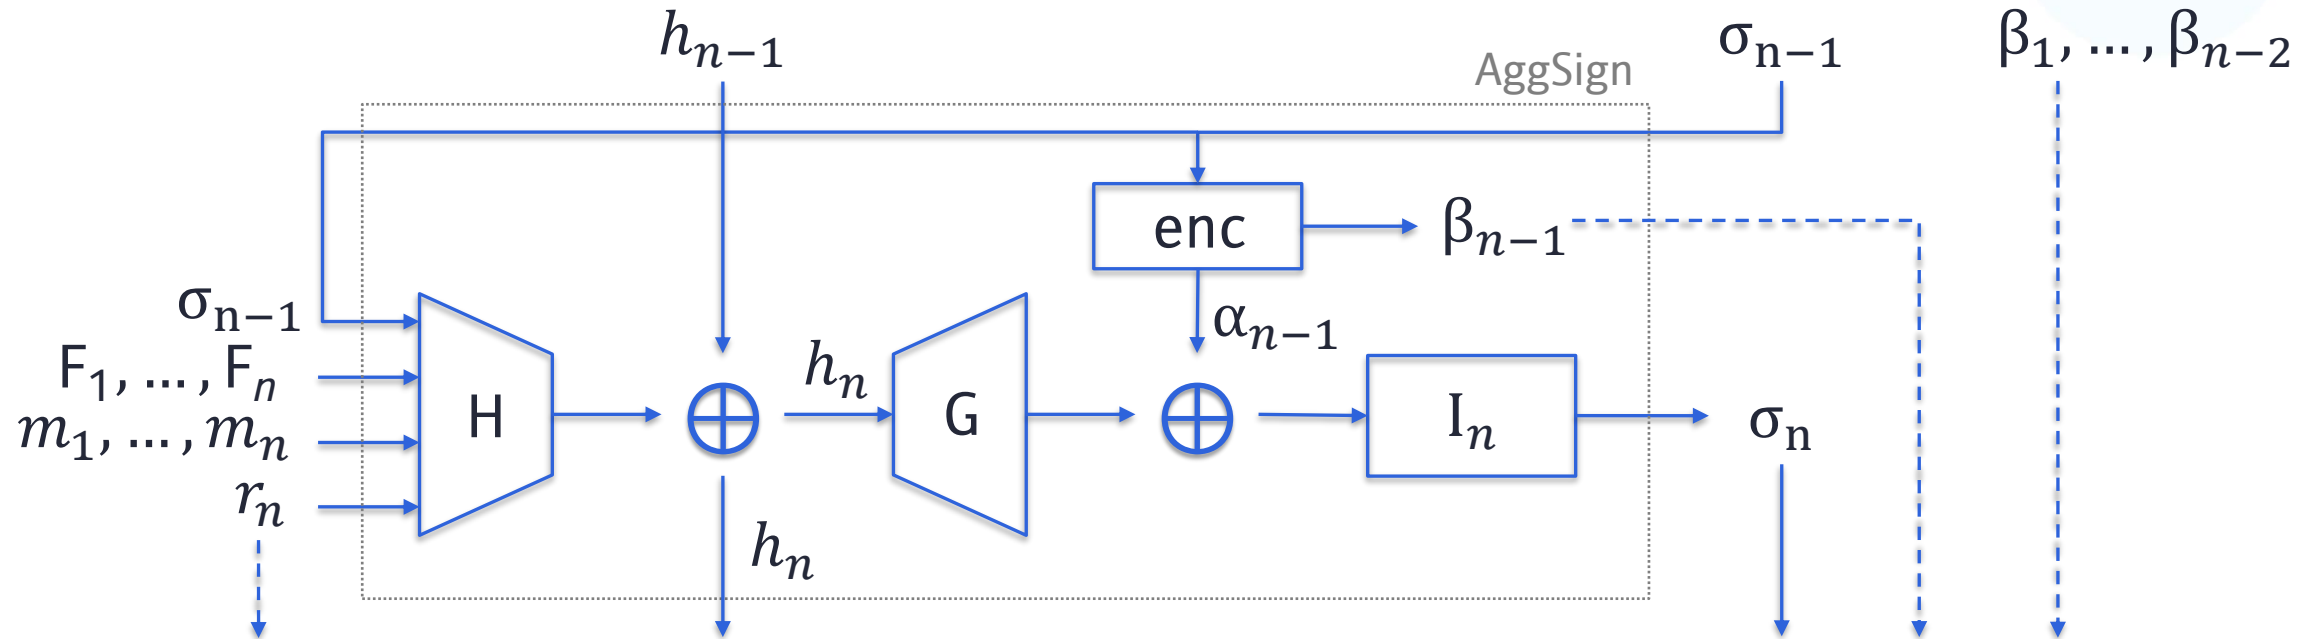 h_{n−1}
σ_{n−1}
β_1, … , β_{n−2}
AggSign
enc
β_{n−1}
σ_{n−1}
α_{n−1}
F_1, … , F_n
h_n
m_1, … , m_n
H
G
I_n
σ_n
r_n
h_n